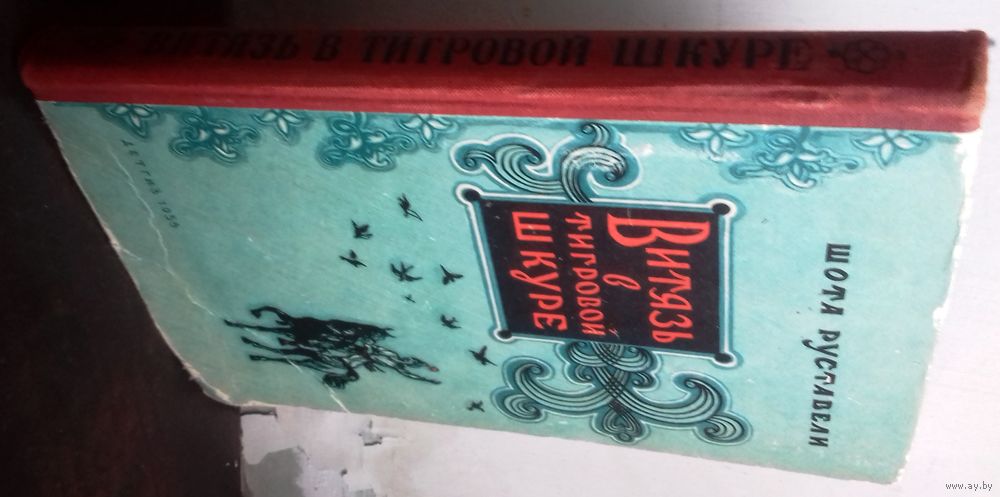 ВИТЯЗЬ В ТИГРОВОЙ ШКУРЕ
ШОТА РУСТАВЕЛИ
Витязь
в
тигровой
шкуре
ДЕТГИЗ 1955
www.ay.by